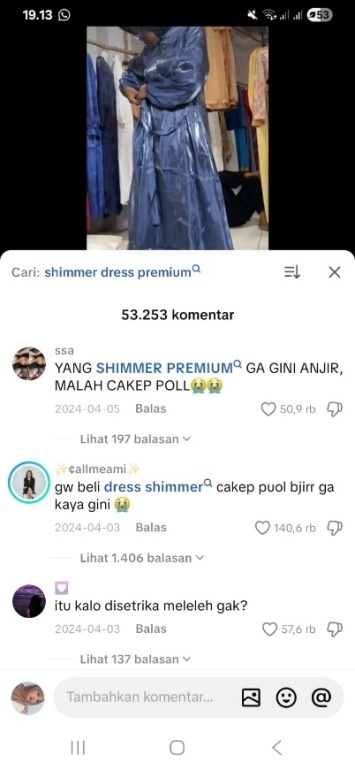 19.13
53
Cari: shimmer dress premium
53.253 komentar
ssa
YANG SHIMMER PREMIUM GA GINI ANJIR,
MALAH CAKEP POLL😭😭
2024-04-05 Balas 50,9 rb
Lihat 197 balasan
✨¢allmeami✨
gw beli dress shimmer cakep puol bjirr ga
kaya gini 😭
2024-04-03 Balas 140,6 rb
Lihat 1.406 balasan
💟
itu kalo disetrika meleleh gak?
2024-04-03 Balas 57,6 rb
Lihat 137 balasan
Tambahkan komentar...